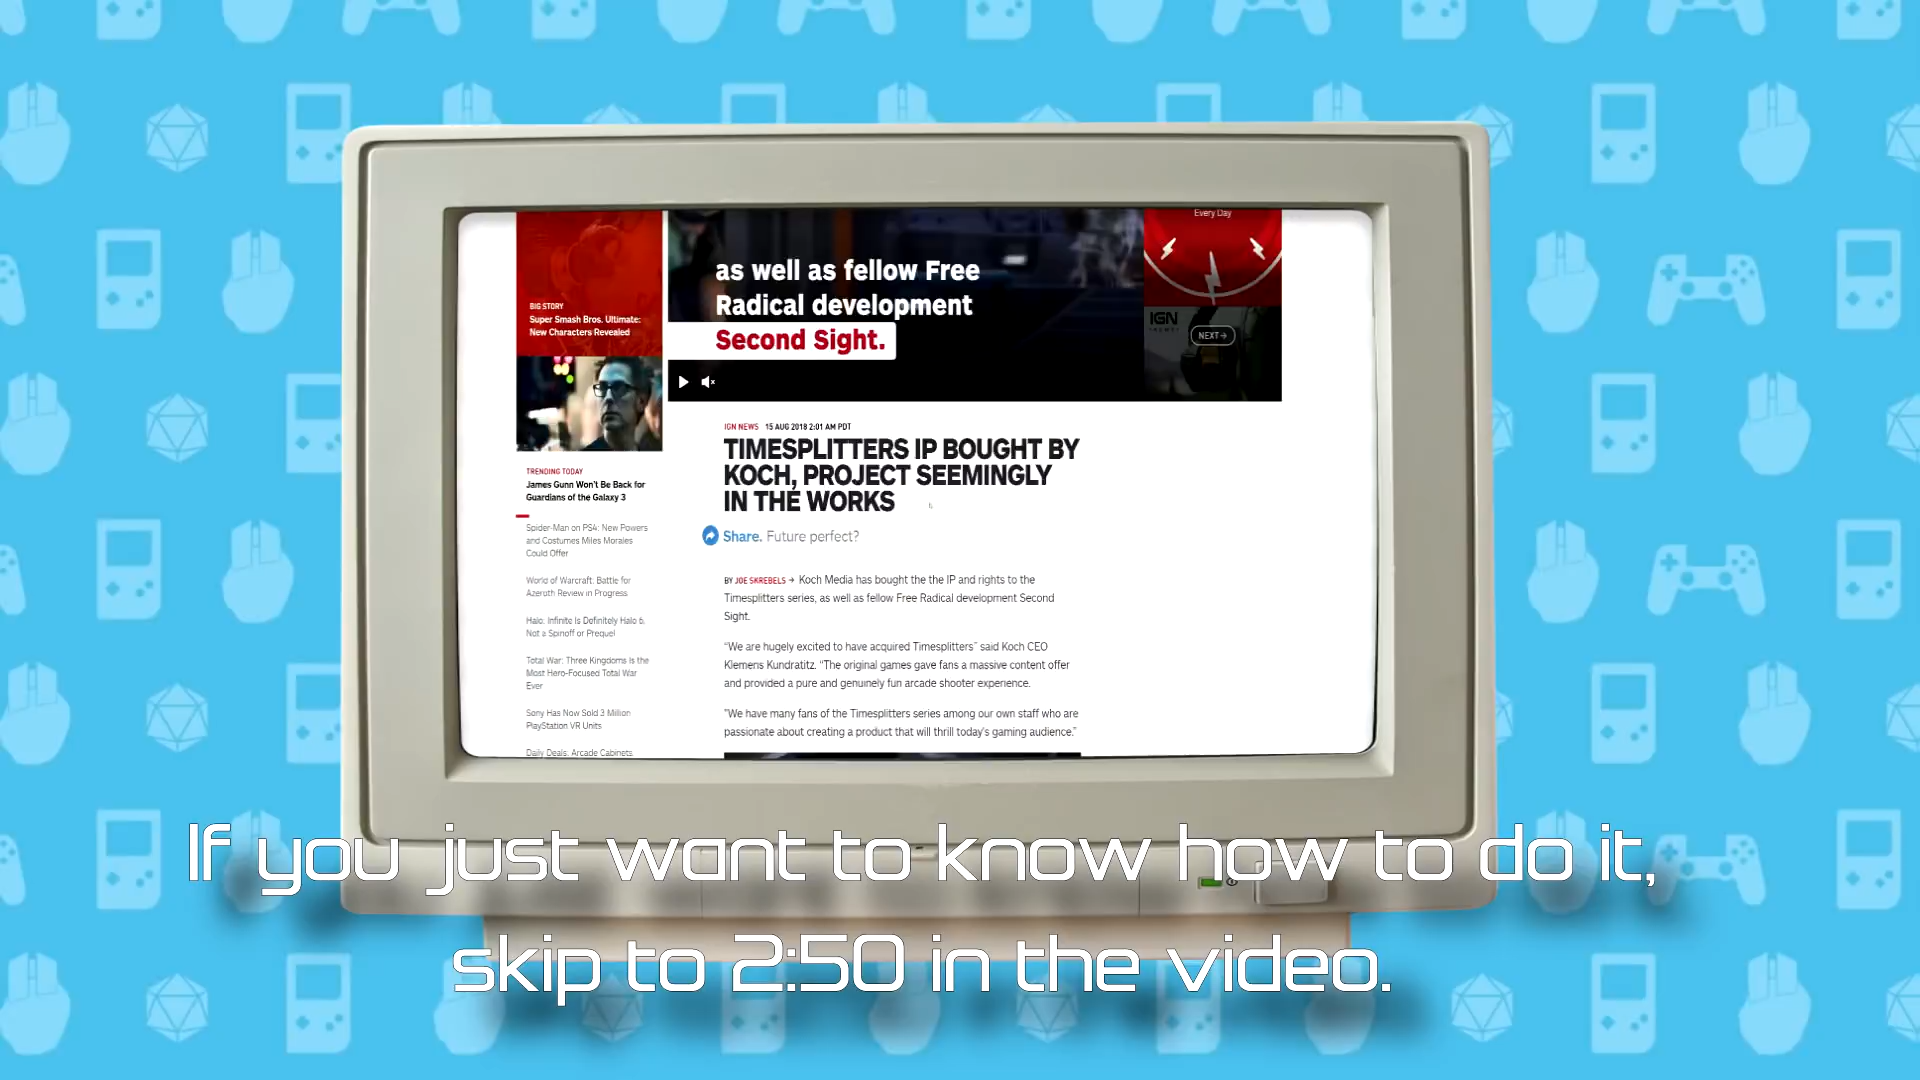 Every Day
as well as fellow Free
Radical development
Second Sight.
IGN
NEXT→
BIG STORY
Super Smash Bros. Ultimate:
New Characters Revealed
TRENDING TODAY
James Gunn Won't Be Back for
Guardians of the Galaxy 3
Spider-Man on PS4: New Powers
and Costumes Miles Morales
Could Offer
World of Warcraft: Battle for
Azeroth Review in Progress
Halo: Infinite Is Definitely Halo 6,
Not a Spinoff or Prequel
Total War: Three Kingdoms Is the
Most Hero-Focused Total War
Ever
Sony Has Now Sold 3 Million
PlayStation VR Units
Daily Deals: Arcade Cabinets,
IGN NEWS 15 AUG 2018 2:01 AM PDT
TIMESPLITTERS IP BOUGHT BY
KOCH, PROJECT SEEMINGLY
IN THE WORKS
Share. Future perfect?
BY JOE SKREBELS → Koch Media has bought the the IP and rights to the
Timesplitters series, as well as fellow Free Radical development Second
Sight.
“We are hugely excited to have acquired Timesplitters” said Koch CEO
Klemens Kundratitz. “The original games gave fans a massive content offer
and provided a pure and genuinely fun arcade shooter experience.
"We have many fans of the Timesplitters series among our own staff who are
passionate about creating a product that will thrill today's gaming audience.”
If you just want to know how to do it,
skip to 2:50 in the video.